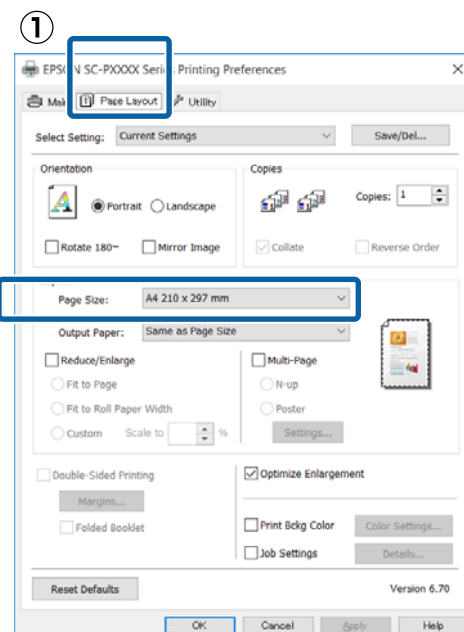 ①
EPSON SC-PXXXX Series Printing Preferences
Main Page Layout Utility
Select Setting: Current Settings Save/Del...
Orientation Copies
A Portrait Landscape Copies: 1
Rotate 180° Mirror Image Collate Reverse Order
Page Size: A4 210 x 297 mm
Output Paper: Same as Page Size
Reduce/Enlarge Multi-Page
Fit to Page N-up
Fit to Roll Paper Width Poster
Custom Scale to % Settings...
Double-Sided Printing Optimize Enlargement
Margins...
Folded Booklet Print Bckg Color Color Settings...
Job Settings Details...
Reset Defaults Version 6.70
OK Cancel Apply Help